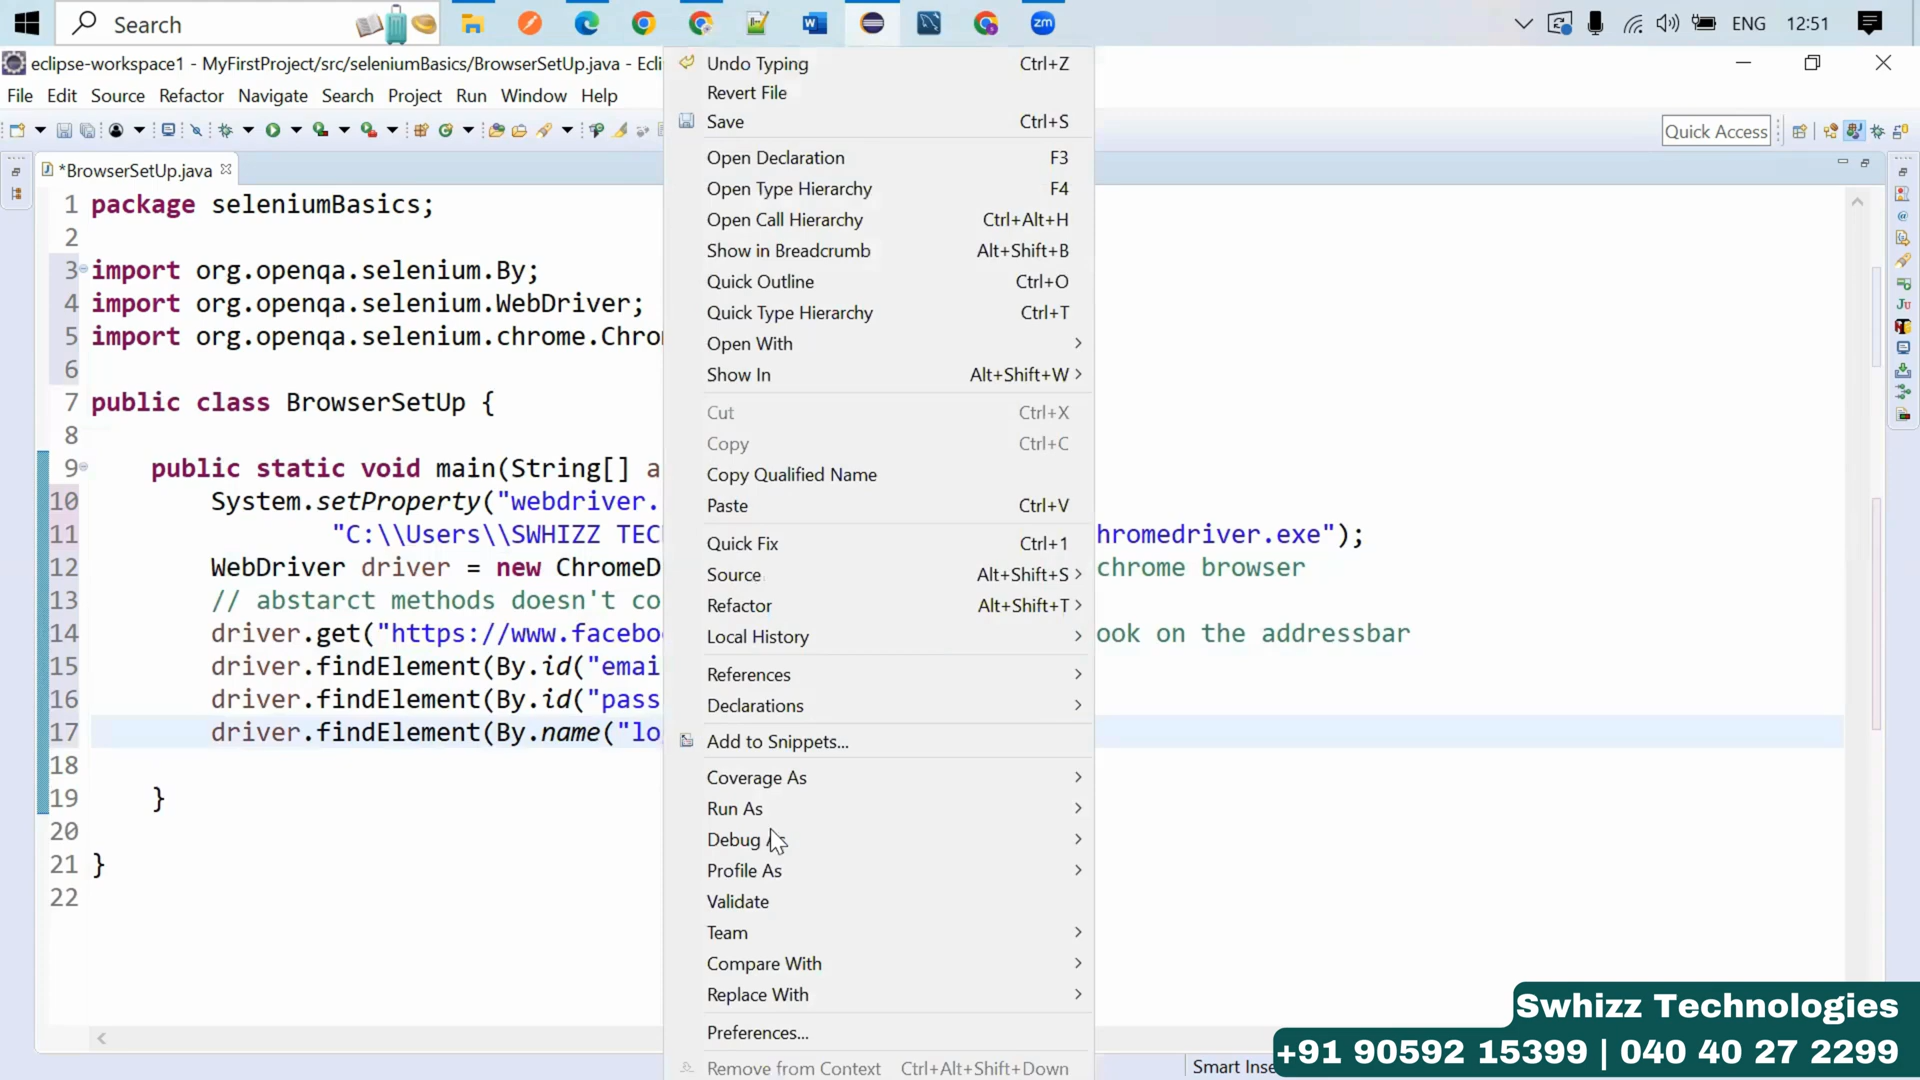 Search
ENG
12:51
eclipse-workspace1 - MyFirstProject/src/seleniumBasics/BrowserSetUp.java - Ecli
File Edit Source Refactor Navigate Search Project Run Window Help
Quick Access
*BrowserSetUp.java
1 package seleniumBasics;
2
3 import org.openqa.selenium.By;
4 import org.openqa.selenium.WebDriver;
5 import org.openqa.selenium.chrome.Chro
6
7 public class BrowserSetUp {
8
9 public static void main(String[] a
10 System.setProperty("webdriver.
11 "C:\\Users\\SWHIZZ TEC hromedriver.exe");
12 WebDriver driver = new ChromeD chrome browser
13 // abstarct methods doesn't co
14 driver.get("https://www.facebo ook on the addressbar
15 driver.findElement(By.id("emai
16 driver.findElement(By.id("pass
17 driver.findElement(By.name("lo
18
19 }
20
21 }
22
Undo Typing Ctrl+Z
Revert File
Save Ctrl+S
Open Declaration F3
Open Type Hierarchy F4
Open Call Hierarchy Ctrl+Alt+H
Show in Breadcrumb Alt+Shift+B
Quick Outline Ctrl+O
Quick Type Hierarchy Ctrl+T
Open With
Show In Alt+Shift+W
Cut Ctrl+X
Copy Ctrl+C
Copy Qualified Name
Paste Ctrl+V
Quick Fix Ctrl+1
Source Alt+Shift+S
Refactor Alt+Shift+T
Local History
References
Declarations
Add to Snippets...
Coverage As
Run As
Debug As
Profile As
Validate
Team
Compare With
Replace With
Preferences...
Remove from Context Ctrl+Alt+Shift+Down
Smart Inse
Swhizz Technologies
+91 90592 15399 | 040 40 27 2299